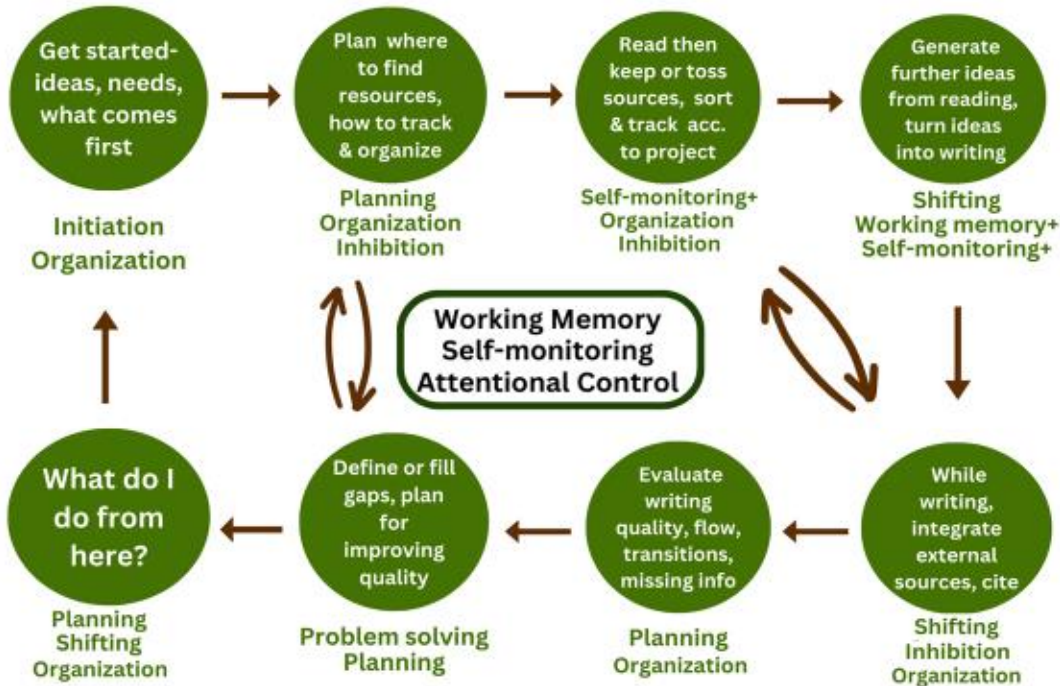 Get started-
ideas, needs,
what comes
first
Initiation
Organization
Plan where
to find
resources,
how to track
& organize
Planning
Organization
Inhibition
Read then
keep or toss
sources, sort
& track acc.
to project
Self-monitoring+
Organization
Inhibition
Generate
further ideas
from reading,
turn ideas
into writing
Shifting
Working memory+
Self-monitoring+
Working Memory
Self-monitoring
Attentional Control
What do I
do from
here?
Planning
Shifting
Organization
Define or fill
gaps, plan
for
improving
quality
Problem solving
Planning
Evaluate
writing
quality, flow,
transitions,
missing info
Planning
Organization
While
writing,
integrate
external
sources, cite
Shifting
Inhibition
Organization